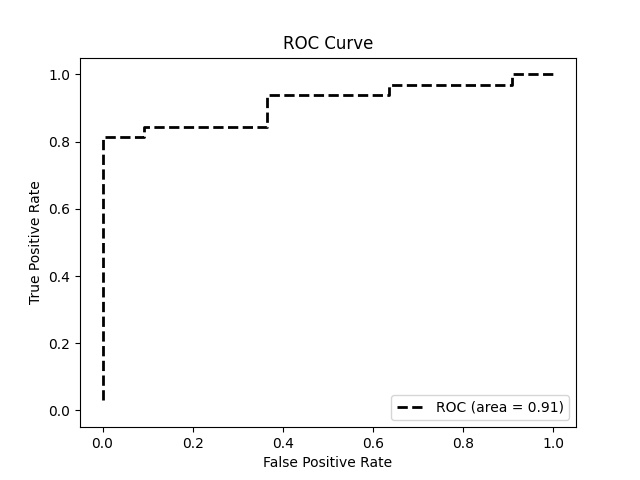 ROC Curve
1.0
0.8
0.6
0.4
0.2
0.0
True Positive Rate
ROC (area = 0.91)
0.0 0.2 0.4 0.6 0.8 1.0
False Positive Rate